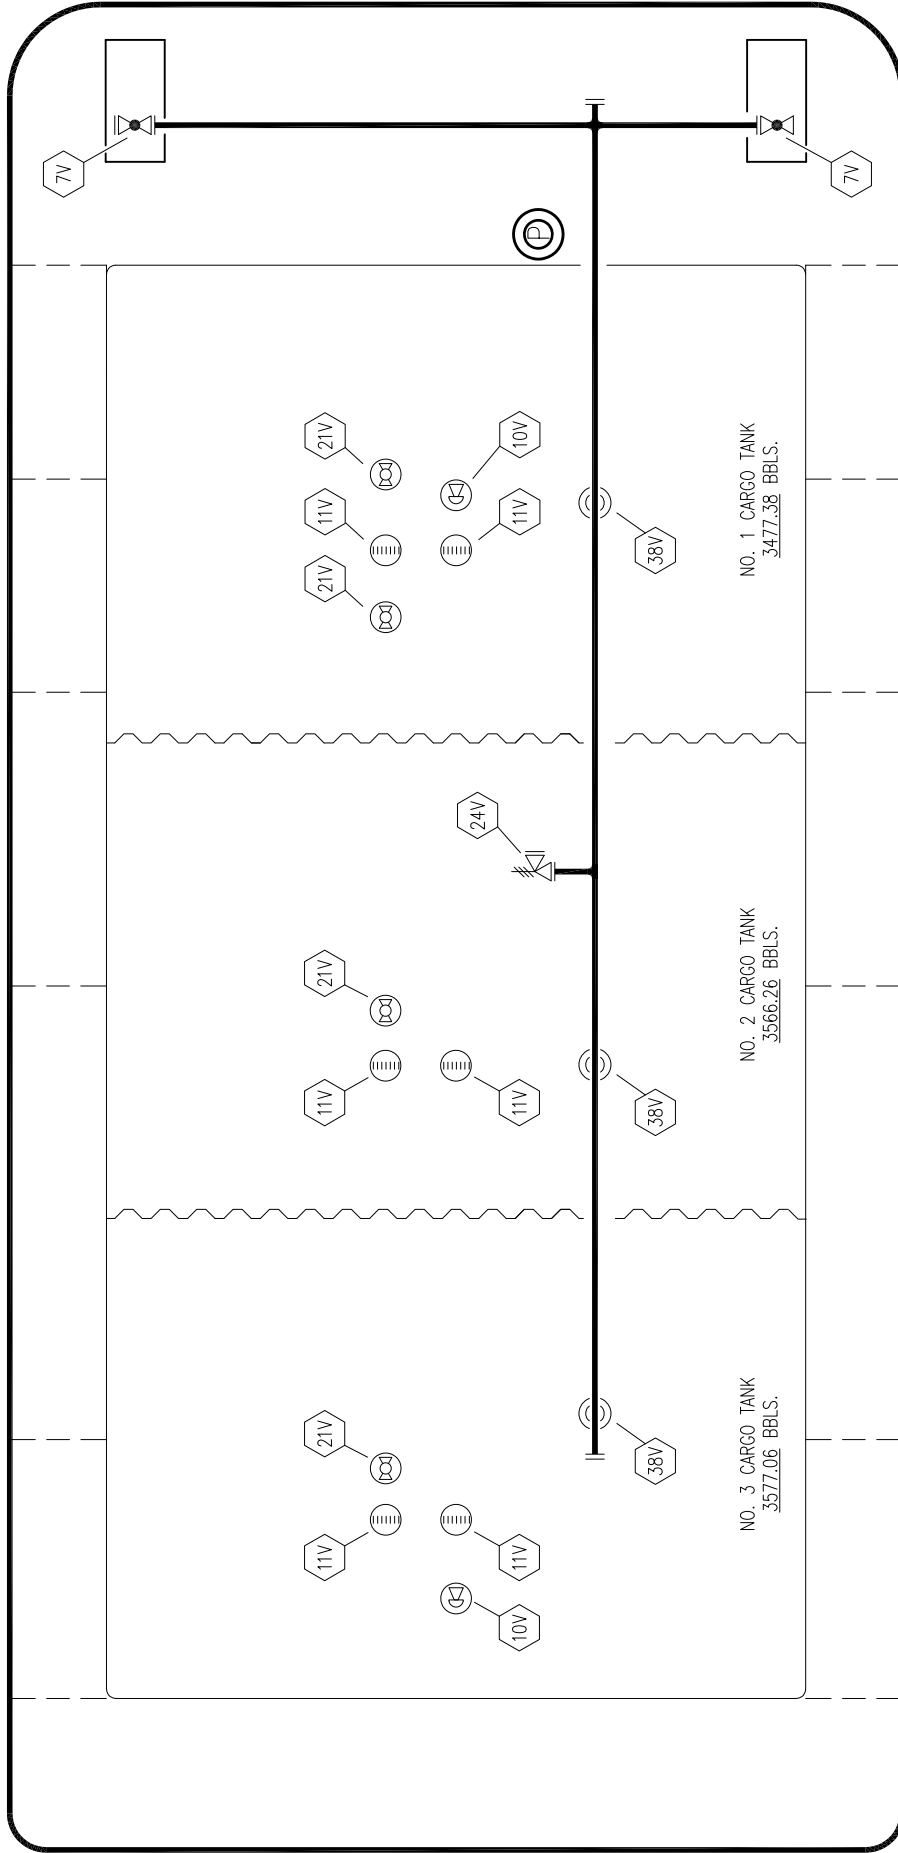 7V
7V
P
21V
10V
11V
11V
21V
38V
NO. 1 CARGO TANK
3477.38 BBLS.
24V
21V
11V
11V
38V
NO. 2 CARGO TANK
3566.26 BBLS.
21V
38V
11V
11V
10V
NO. 3 CARGO TANK
3577.06 BBLS.